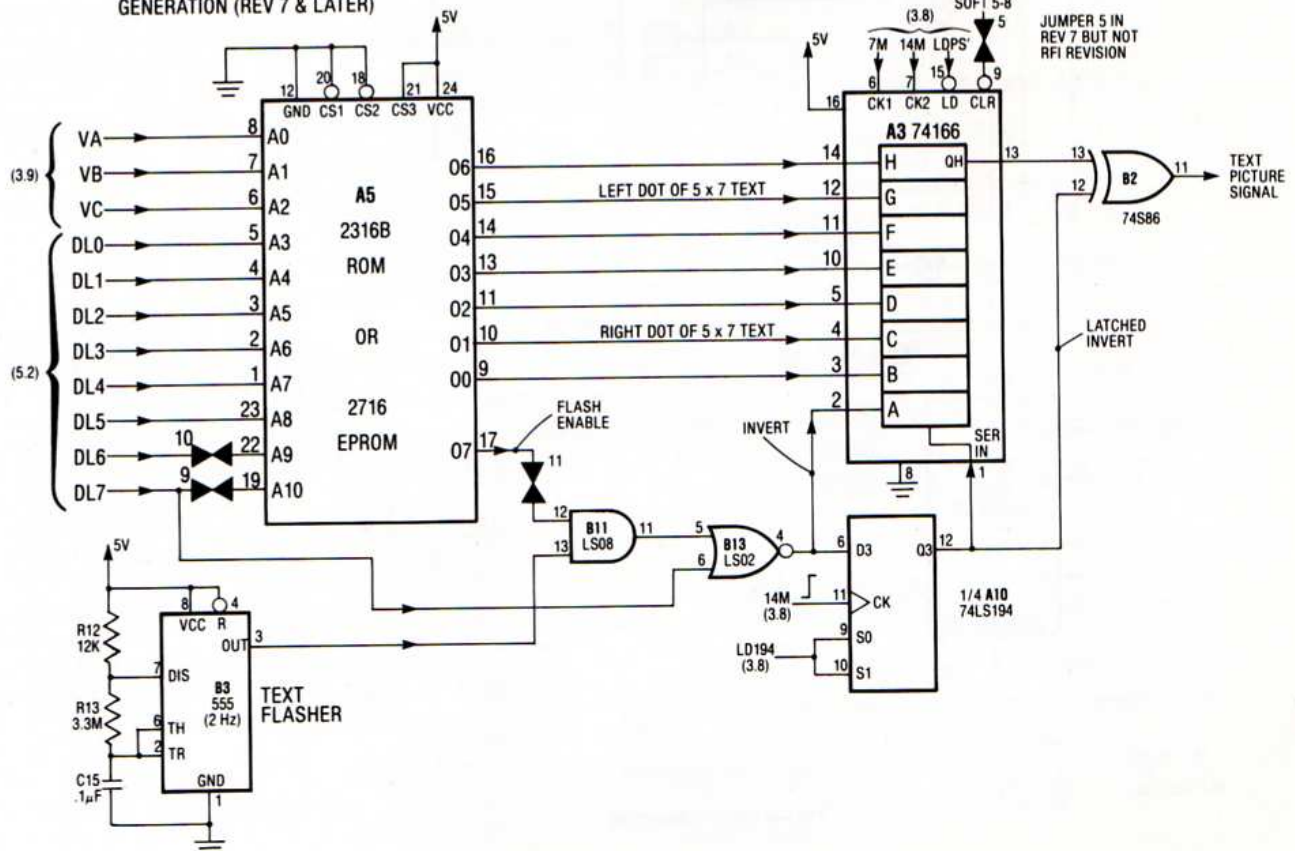 GENERATION (REV 7 & LATER)
5V
20
18
12
21
24
GND
CS1
CS2
CS3
VCC
(3.9)
VA
8
A0
VB
7
A1
VC
6
A2
(5.2)
DL0
5
A3
DL1
4
A4
DL2
3
A5
DL3
2
A6
DL4
1
A7
DL5
23
A8
DL6
10
22
A9
DL7
9
19
A10
A5
2316B
ROM
OR
2716
EPROM
06
16
05
15
LEFT DOT OF 5 x 7 TEXT
04
14
03
13
02
11
01
10
RIGHT DOT OF 5 x 7 TEXT
00
9
07
17
FLASH
ENABLE
11
SOFT 5-8
5
(3.8)
7M
14M
LDPS'
JUMPER 5 IN
REV 7 BUT NOT
RFI REVISION
5V
16
6
7
15
9
CK1
CK2
LD
CLR
A3 74166
14
H
QH
13
12
G
11
F
10
E
5
D
4
C
3
B
2
A
SER
IN
8
1
13
12
B2
11
74S86
TEXT
PICTURE
SIGNAL
LATCHED
INVERT
INVERT
12
13
B11
LS08
11
5
6
B13
LS02
4
6
D3
Q3
12
14M
(3.8)
11
CK
LD194
(3.8)
9
S0
10
S1
1/4 A10
74LS194
5V
R12
12K
8
4
VCC
R
OUT
3
7
DIS
B3
555
(2 Hz)
R13
3.3M
6
TH
2
TR
C15
.1µF
GND
1
TEXT
FLASHER